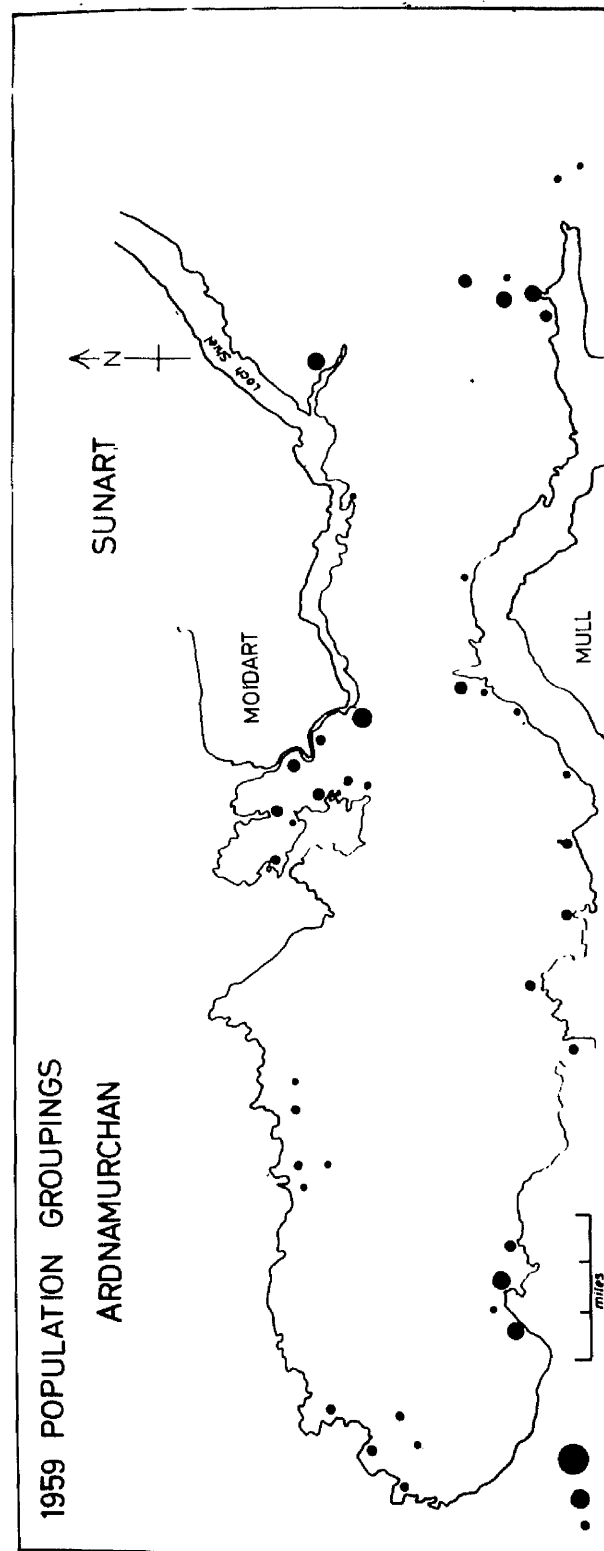 1959 POPULATION GROUPINGS
ARDNAMURCHAN
SUNART
N
Loch Shiel
MOIDART
MULL
miles